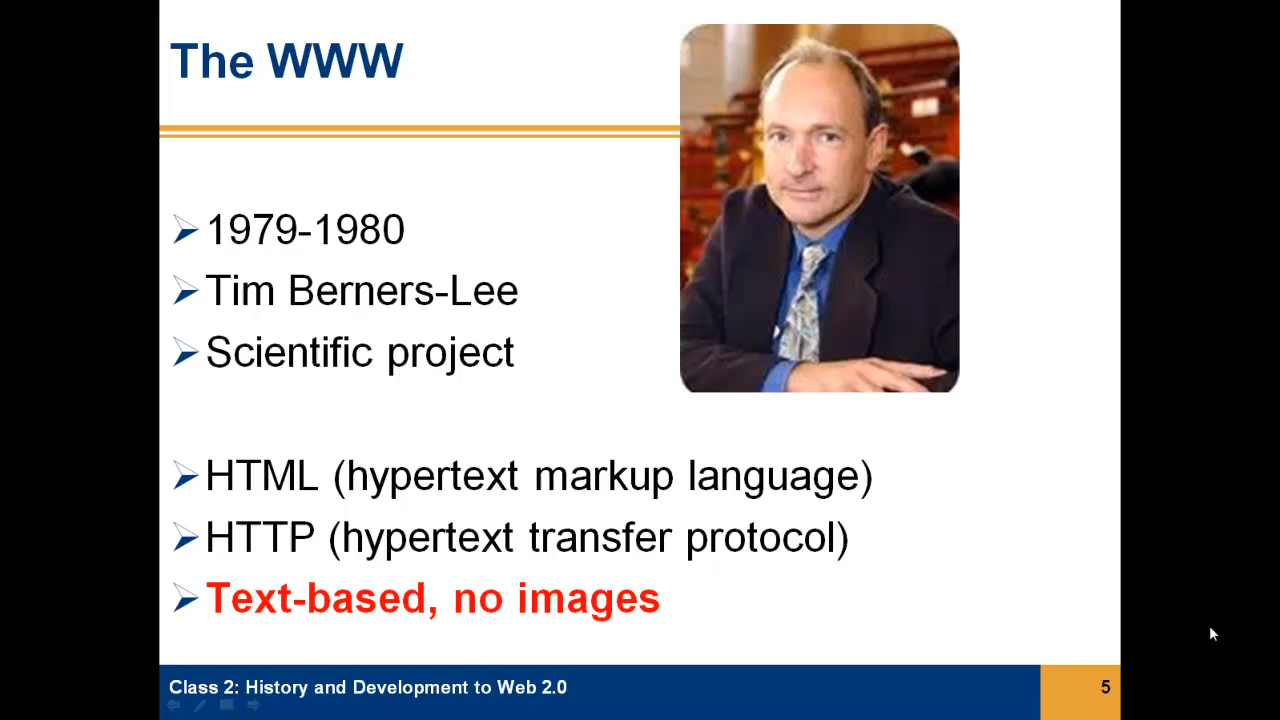 The WWW
1979-1980
Tim Berners-Lee
Scientific project
HTML (hypertext markup language)
HTTP (hypertext transfer protocol)
Text-based, no images
Class 2: History and Development to Web 2.0
5